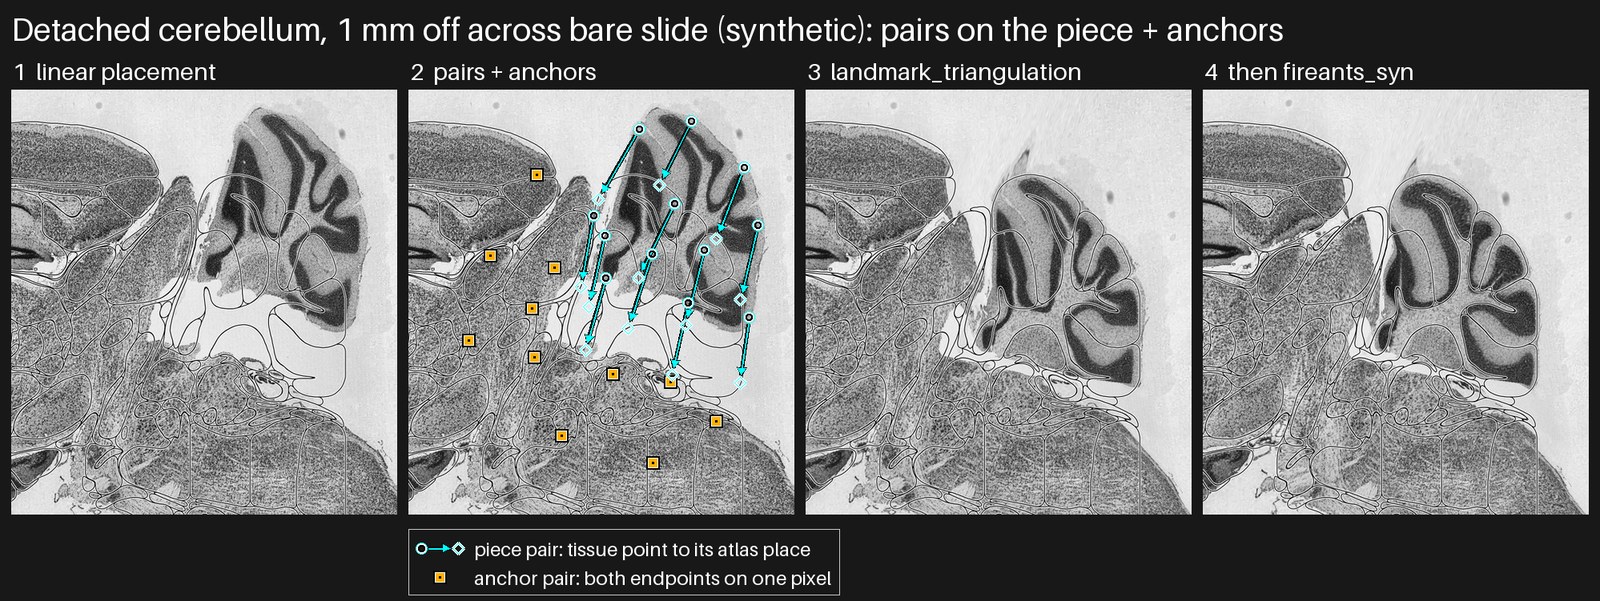 Detached cerebellum, 1 mm off across bare slide (synthetic): pairs on the piece + anchors
1 linear placement
2 pairs + anchors
3 landmark_triangulation
4 then fireants_syn
piece pair: tissue point to its atlas place
anchor pair: both endpoints on one pixel